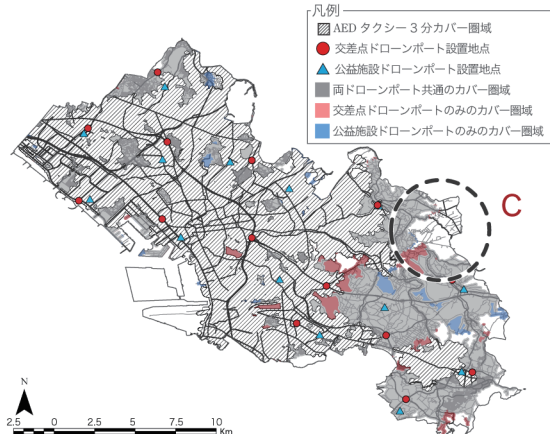 凡例
AED タクシー3分カバー圏域
交差点ドローンポート設置地点
公益施設ドローンポート設置地点
両ドローンポート共通のカバー圏域
交差点ドローンポートのみのカバー圏域
公益施設ドローンポートのみのカバー圏域
C
N
2.5 0 2.5 5 7.5 10
Km